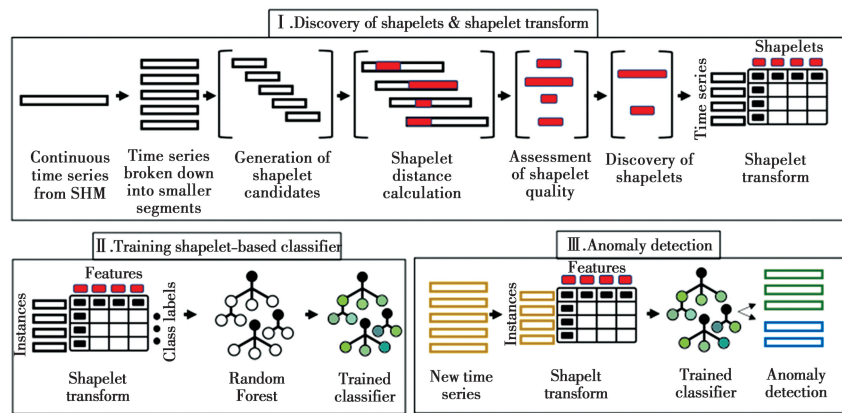 Ⅰ.Discovery of shapelets & shapelet transform
Shapelets
Time series
Continuous
time series
from SHM
Time series
broken down
into smaller
segments
Generation of
shapelet
candidates
Shapelet
distance
calculation
Assessment
of shapelet
quality
Discovery of
shapelets
Shapelet
transform
Ⅱ.Training shapelet-based classifier
Features
Instances
Class labels
Shapelet
transform
Random
Forest
Trained
classifier
Ⅲ.Anomaly detection
Features
Instances
New time
series
Shapelt
transform
Trained
classifier
Anomaly
detection